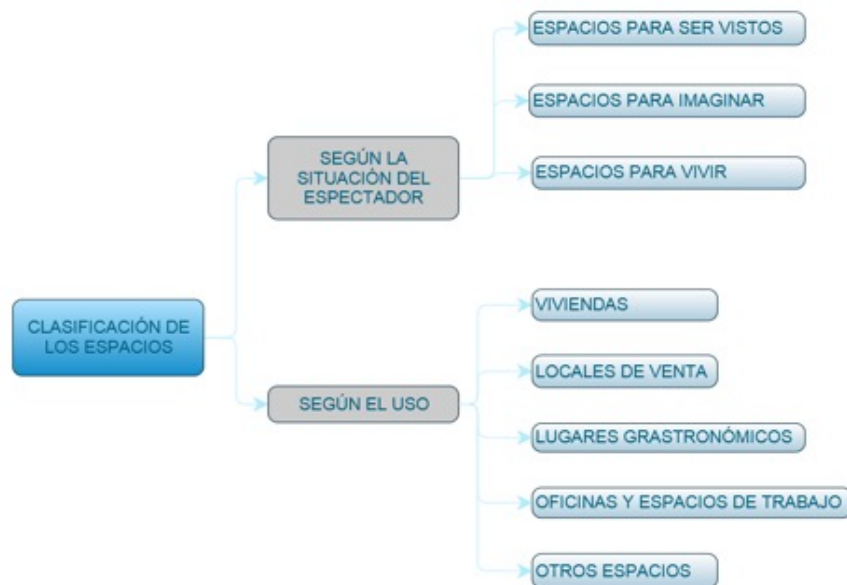 CLASIFICACIÓN DE
LOS ESPACIOS
SEGÚN LA
SITUACIÓN DEL
ESPECTADOR
ESPACIOS PARA SER VISTOS
ESPACIOS PARA IMAGINAR
ESPACIOS PARA VIVIR
SEGÚN EL USO
VIVIENDAS
LOCALES DE VENTA
LUGARES GRASTRONÓMICOS
OFICINAS Y ESPACIOS DE TRABAJO
OTROS ESPACIOS